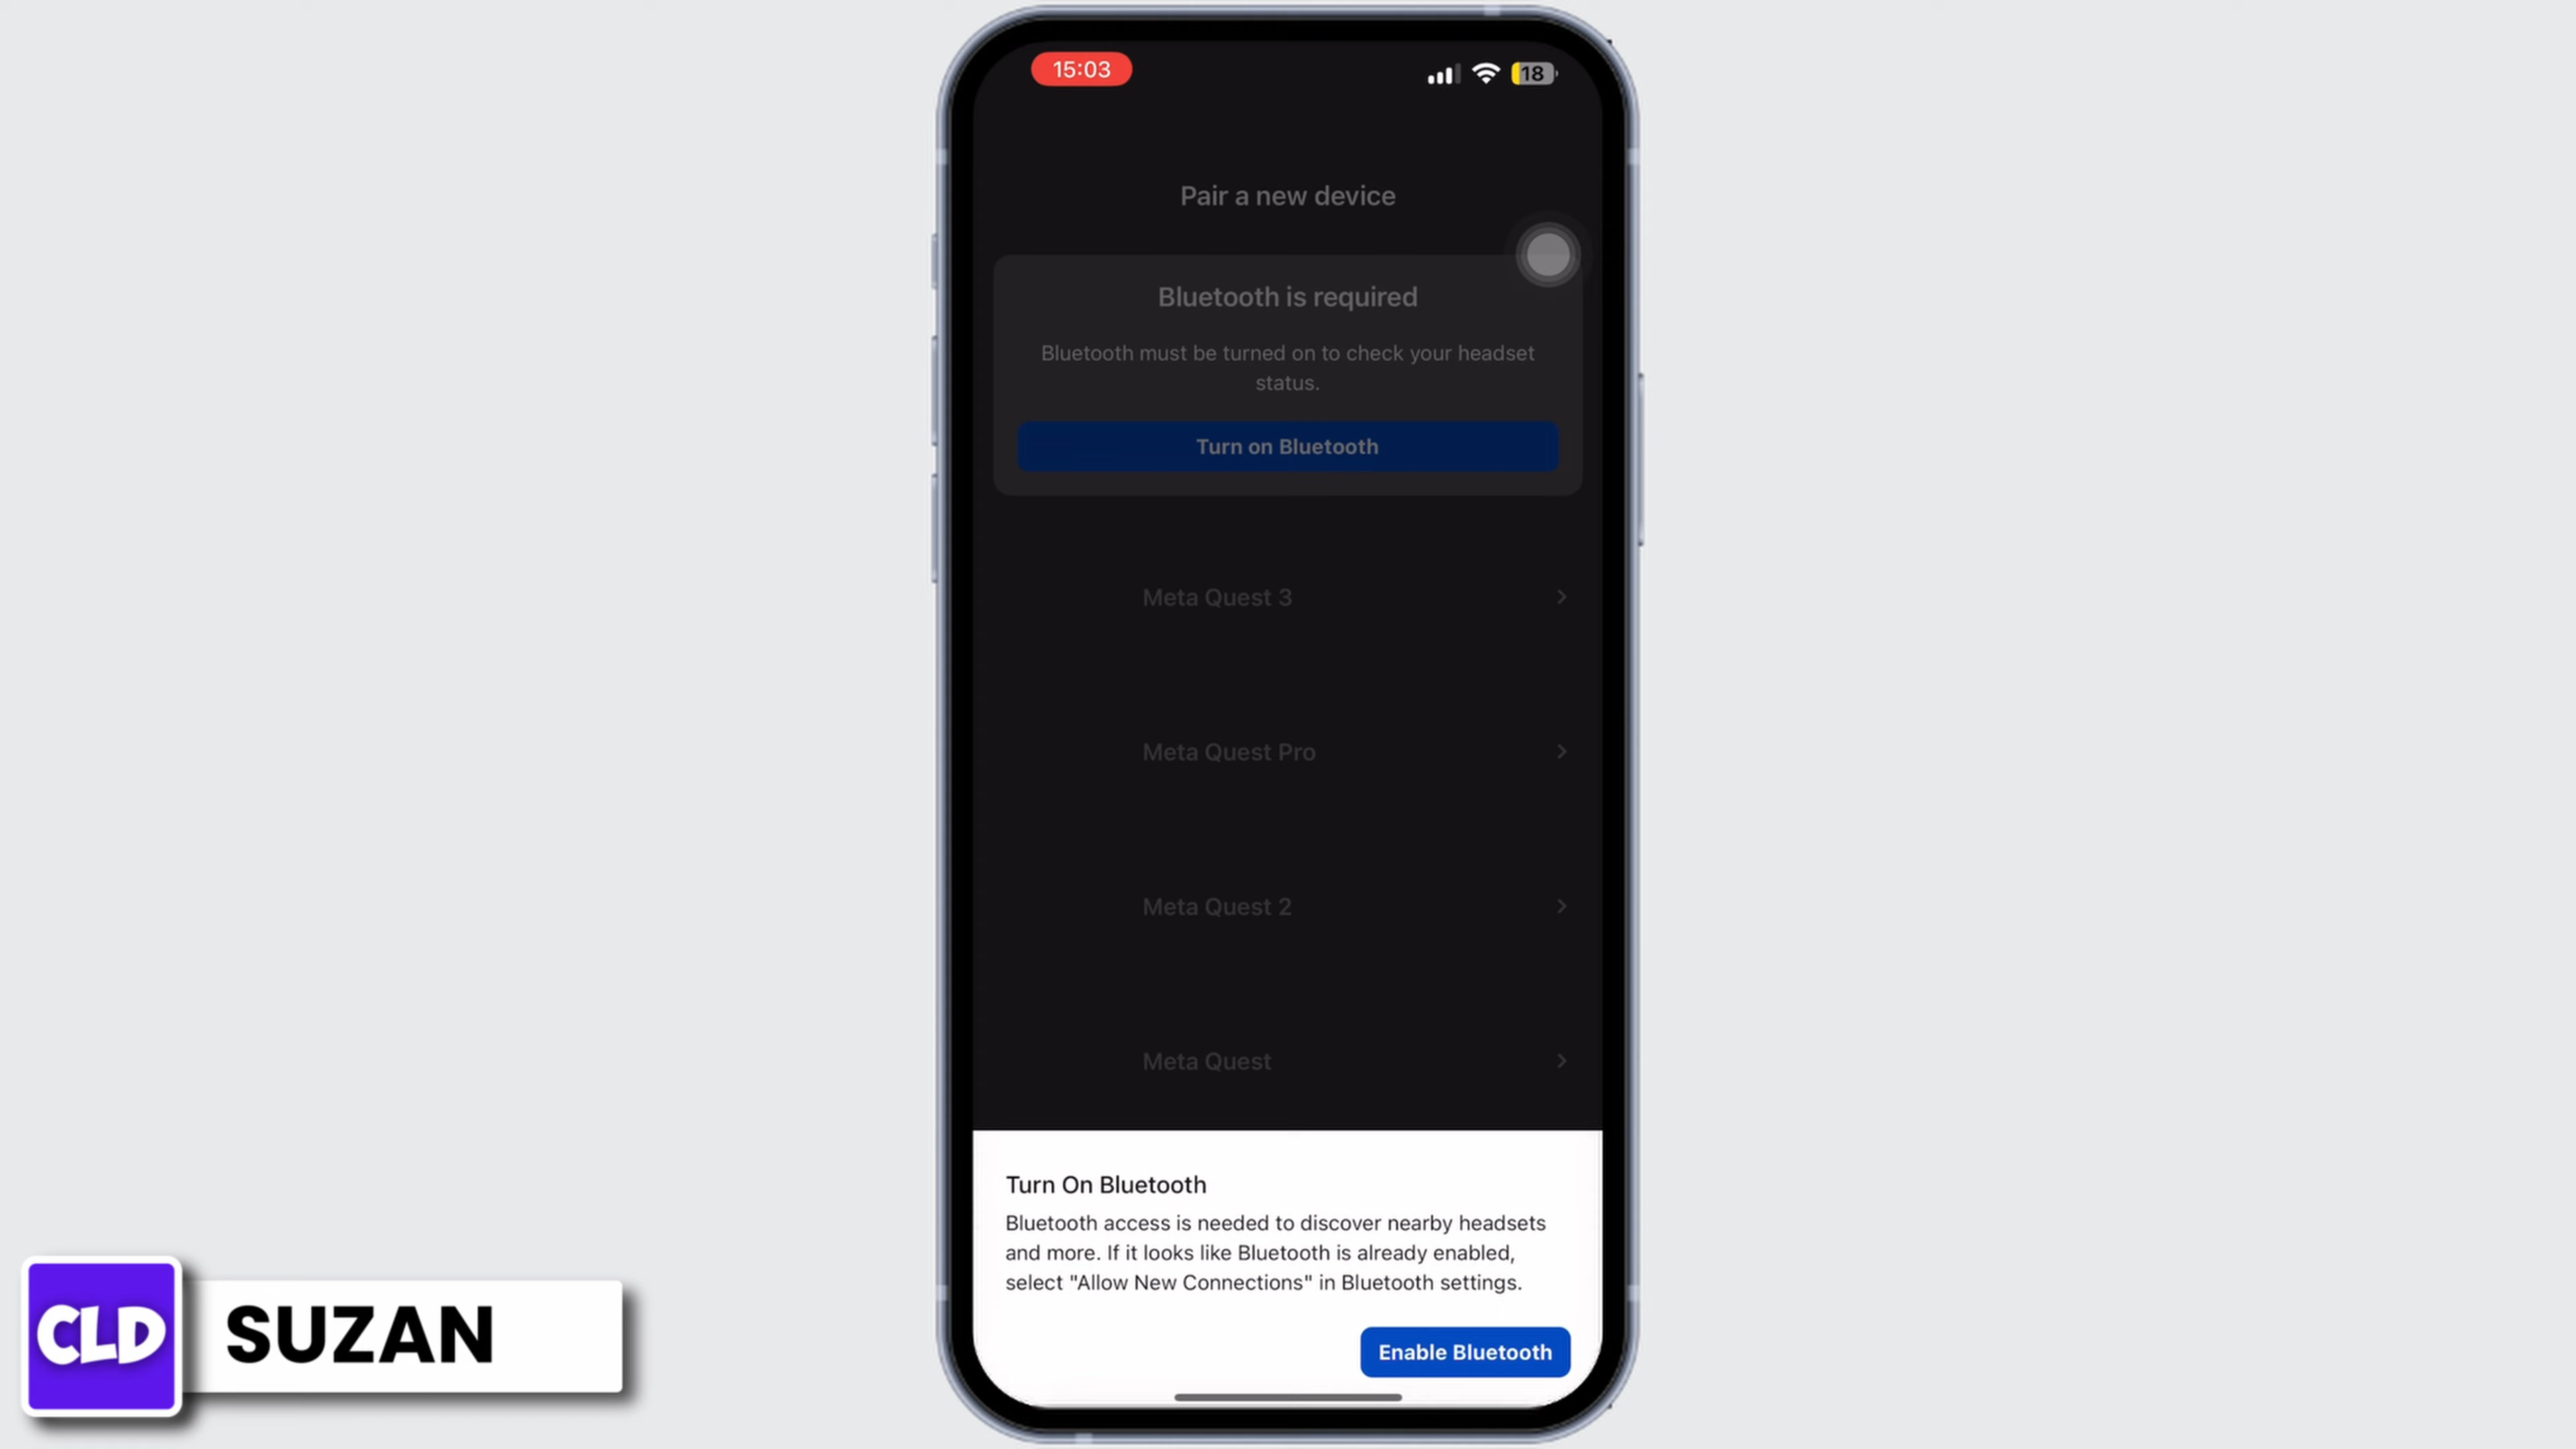 15:03
18
Pair a new device
Bluetooth is required
Bluetooth must be turned on to check your headset
status.
Turn on Bluetooth
Meta Quest 3
Meta Quest Pro
Meta Quest 2
Meta Quest
Turn On Bluetooth
Bluetooth access is needed to discover nearby headsets
and more. If it looks like Bluetooth is already enabled,
select "Allow New Connections" in Bluetooth settings.
Enable Bluetooth
CLD
SUZAN